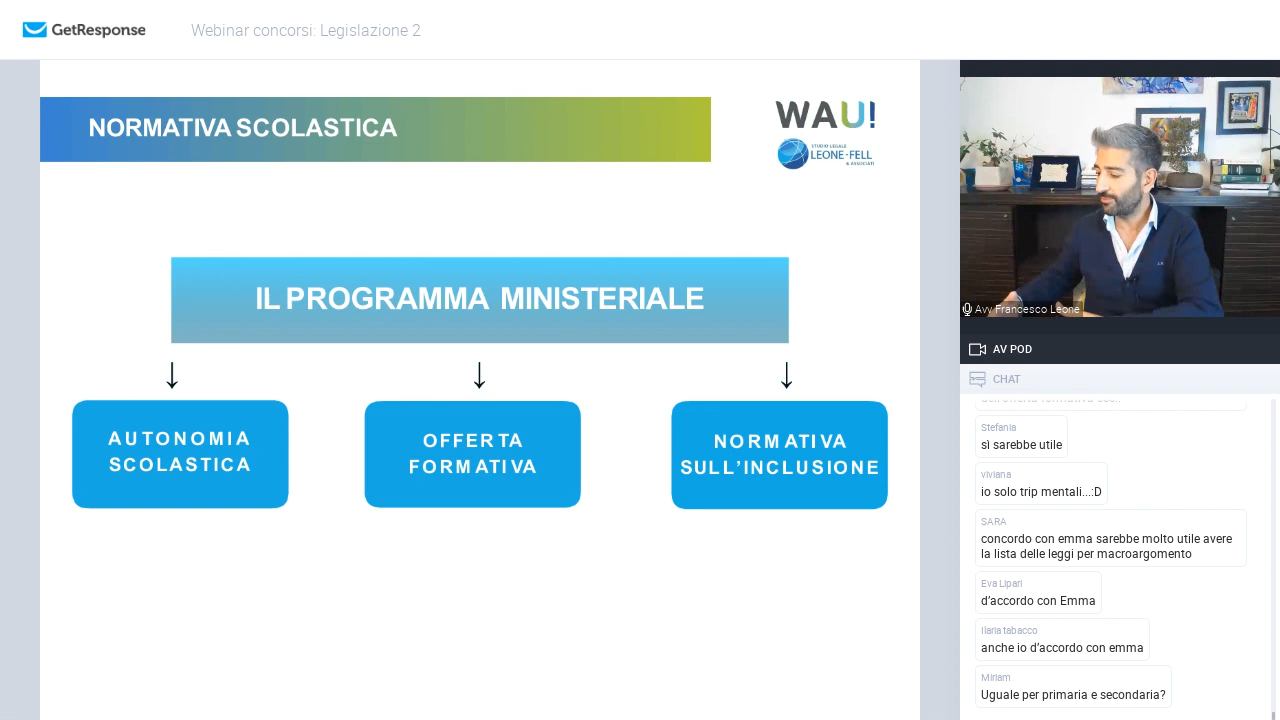 GetResponse
Webinar concorsi: Legislazione 2
NORMATIVA SCOLASTICA
WAU!
STUDIO LEGALE
LEONE-FELL
& ASSOCIATI
IL PROGRAMMA MINISTERIALE
↓ ↓ ↓
AUTONOMIA
SCOLASTICA
OFFERTA
FORMATIVA
NORMATIVA
SULL’INCLUSIONE
Avv Francesco Leone
AV POD
CHAT
Stefania
sì sarebbe utile
viviana
io solo trip mentali...:D
SARA
concordo con emma sarebbe molto utile avere
la lista delle leggi per macroargomento
Eva Lipari
d’accordo con Emma
Ilaria tabacco
anche io d’accordo con emma
Miriam
Uguale per primaria e secondaria?